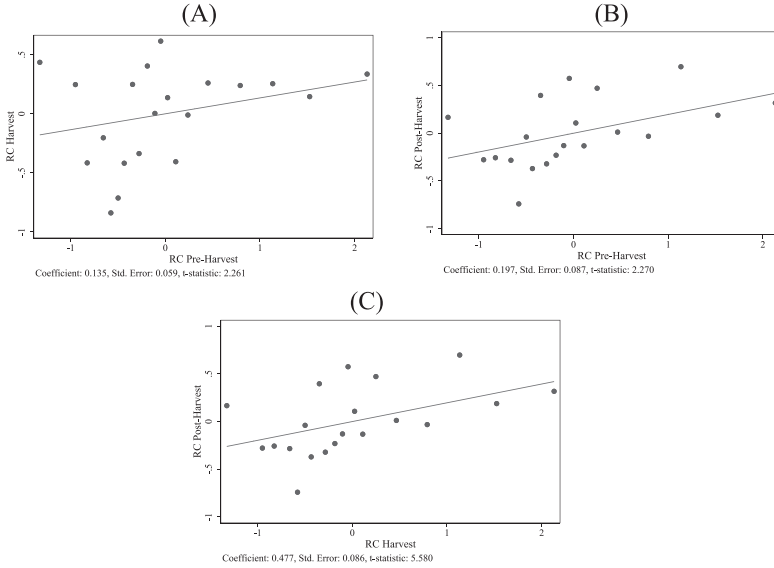 (A)
.5
0
-.5
-1
RC Harvest
-1
0
1
2
RC Pre-Harvest
Coefficient: 0.135, Std. Error: 0.059, t-statistic: 2.261
(B)
1
.5
0
-.5
-1
RC Post-Harvest
-1
0
1
2
RC Pre-Harvest
Coefficient: 0.197, Std. Error: 0.087, t-statistic: 2.270
(C)
1
.5
0
-.5
-1
RC Post-Harvest
-1
0
1
2
RC Harvest
Coefficient: 0.477, Std. Error: 0.086, t-statistic: 5.580